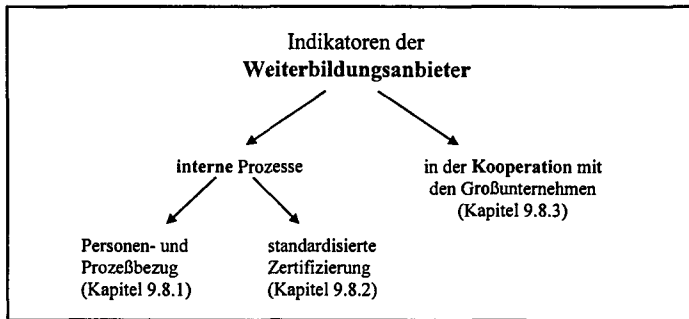 Indikatoren der
Weiterbildungsanbieter
interne Prozesse
in der Kooperation mit
den Großunternehmen
(Kapitel 9.8.3)
Personen- und
Prozeßbezug
(Kapitel 9.8.1)
standardisierte
Zertifizierung
(Kapitel 9.8.2)